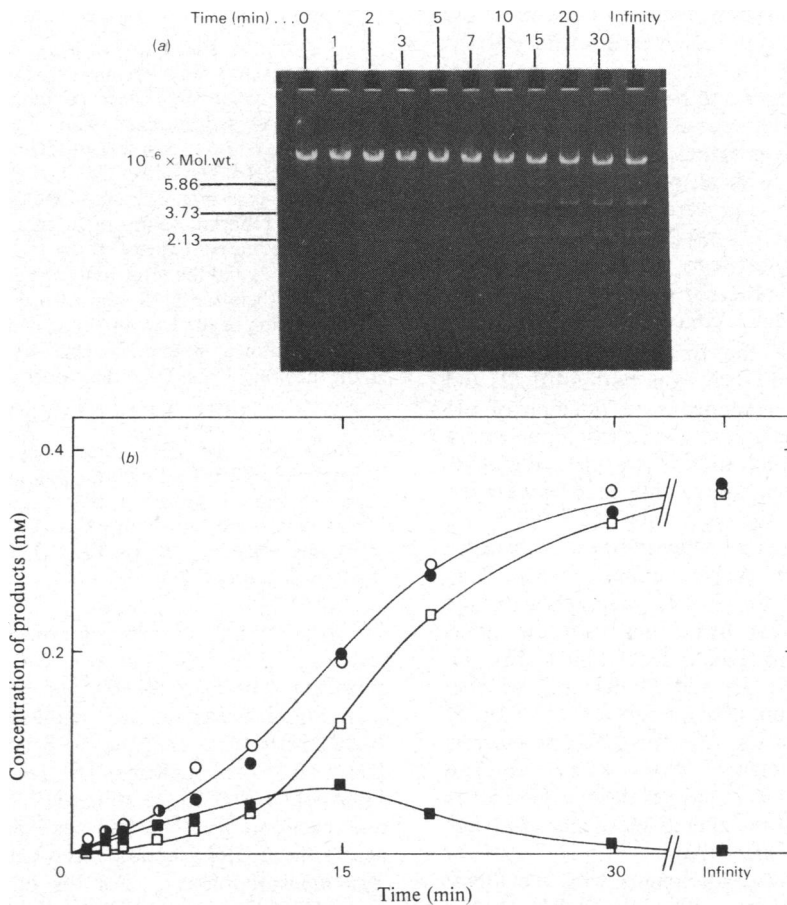 Time (min) . . . 0 2 5 10 20 Infinity
(a) 1 3 7 15 30
10⁻⁶ × Mol.wt.
5.86
3.73
2.13
0.4
(b)
0.2
Concentration of products (nM)
0 15 30 Infinity
Time (min)